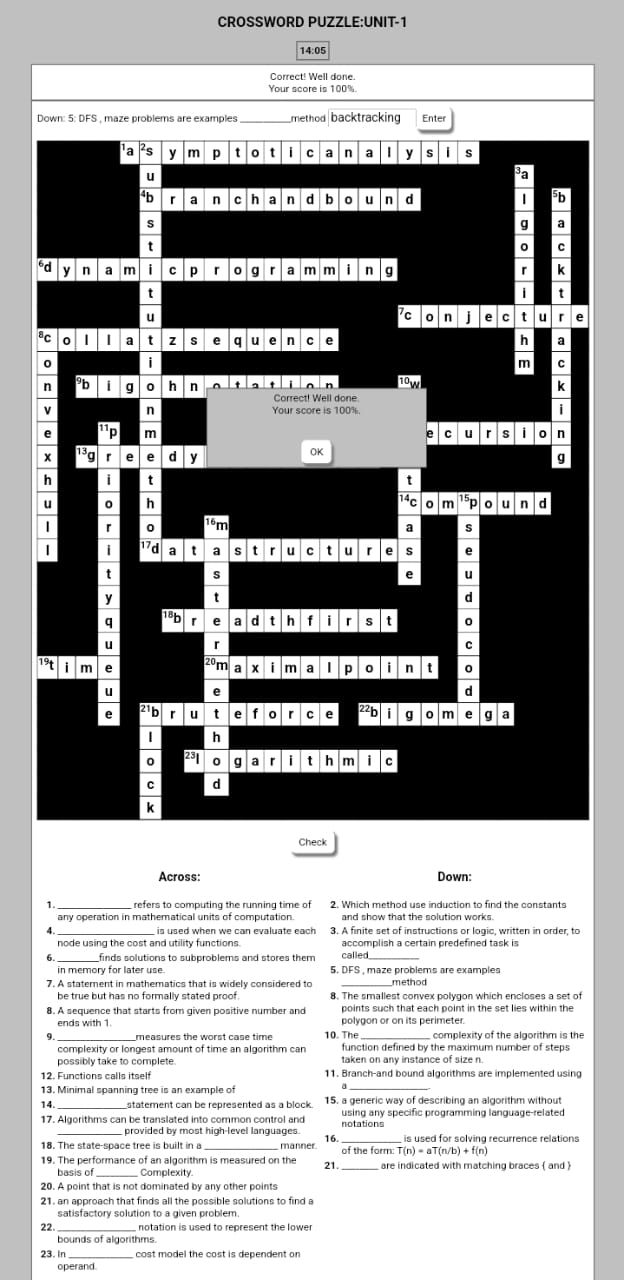 CROSSWORD PUZZLE:UNIT-1
14:05
Correct! Well done.
Your score is 100%.
Down: 5: DFS , maze problems are examples __________method backtracking Enter
1a 2s y m p t o t i c a n a l y s i s
u 3a
4b r a n c h a n d b o u n d l 5b
s g a
t o c
6d y n a m i c p r o g r a m m i n g r k
t i t
u 7c o n j e c t u r e
8c o l l a t z s e q u e n c e h a
o i m c
n 9b i g o h n o t a t i o n 10w k
v n i
Correct! Well done.
Your score is 100%.
e 11p m e c u r s i o n
OK
x 13g r e e d y g
h i t t
u o h 14c o m 15p o u n d
l r o 16m a s
l i 17d a t a s t r u c t u r e s e
t s e u
y t d
q 18b r e a d t h f i r s t o
u r c
19t i m e 20m a x i m a l p o i n t o
u e d
e 21b r u t e f o r c e 22b i g o m e g a
l h
o 23l o g a r i t h m i c
c d
k
Check
Across:
1. ______________ refers to computing the running time of
any operation in mathematical units of computation.
4. __________________ is used when we can evaluate each
node using the cost and utility functions.
6. ________finds solutions to subproblems and stores them
in memory for later use.
7. A statement in mathematics that is widely considered to
be true but has no formally stated proof.
8. A sequence that starts from given positive number and
ends with 1.
9. _______________measures the worst case time
complexity or longest amount of time an algorithm can
possibly take to complete.
12. Functions calls itself
13. Minimal spanning tree is an example of
14. _____________statement can be represented as a block.
17. Algorithms can be translated into common control and
____________ provided by most high-level languages.
18. The state-space tree is built in a ______________ manner.
19. The performance of an algorithm is measured on the
basis of ________ Complexity.
20. A point that is not dominated by any other points
21. an approach that finds all the possible solutions to find a
satisfactory solution to a given problem.
22. _______________ notation is used to represent the lower
bounds of algorithms.
23. In ____________ cost model the cost is dependent on
operand.
Down:
2. Which method use induction to find the constants
and show that the solution works.
3. A finite set of instructions or logic, written in order, to
accomplish a certain predefined task is
called__________
5. DFS , maze problems are examples
__________method
8. The smallest convex polygon which encloses a set of
points such that each point in the set lies within the
polygon or on its perimeter.
10. The _____________ complexity of the algorithm is the
function defined by the maximum number of steps
taken on any instance of size n.
11. Branch-and bound algorithms are implemented using
a _______________.
15. a generic way of describing an algorithm without
using any specific programming language-related
notations
16. ___________ is used for solving recurrence relations
of the form: T(n) = aT(n/b) + f(n)
21. _______ are indicated with matching braces { and }